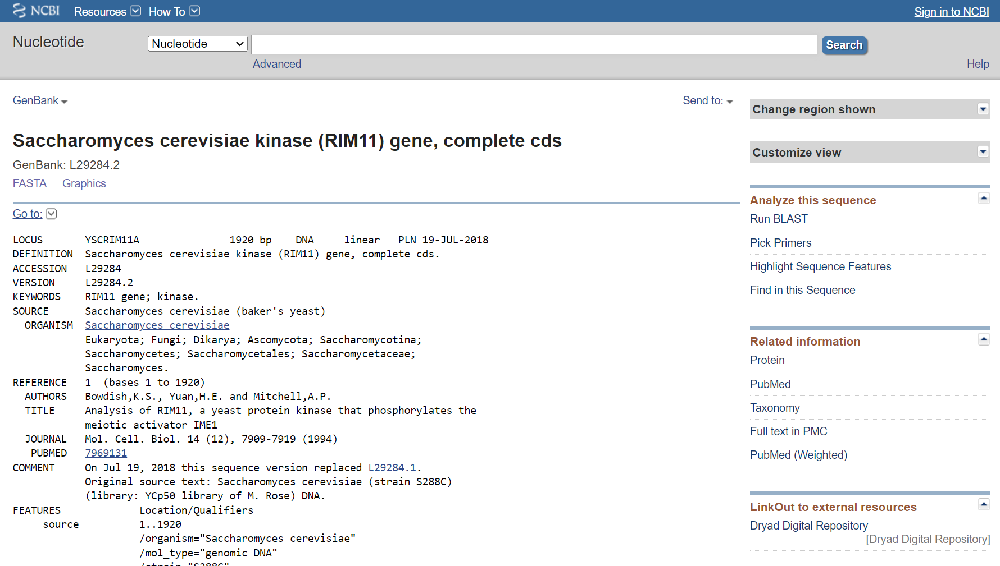 NCBI Resources How To Sign in to NCBI
Nucleotide Nucleotide Search
Advanced Help
GenBank Send to:
Saccharomyces cerevisiae kinase (RIM11) gene, complete cds
GenBank: L29284.2
FASTA Graphics
Go to:
LOCUS YSCRIM11A 1920 bp DNA linear PLN 19-JUL-2018
DEFINITION Saccharomyces cerevisiae kinase (RIM11) gene, complete cds.
ACCESSION L29284
VERSION L29284.2
KEYWORDS RIM11 gene; kinase.
SOURCE Saccharomyces cerevisiae (baker's yeast)
ORGANISM Saccharomyces cerevisiae
Eukaryota; Fungi; Dikarya; Ascomycota; Saccharomycotina;
Saccharomycetes; Saccharomycetales; Saccharomycetaceae;
Saccharomyces.
REFERENCE 1 (bases 1 to 1920)
AUTHORS Bowdish,K.S., Yuan,H.E. and Mitchell,A.P.
TITLE Analysis of RIM11, a yeast protein kinase that phosphorylates the
meiotic activator IME1
JOURNAL Mol. Cell. Biol. 14 (12), 7909-7919 (1994)
PUBMED 7969131
COMMENT On Jul 19, 2018 this sequence version replaced L29284.1.
Original source text: Saccharomyces cerevisiae (strain S288C)
(library: YCp50 library of M. Rose) DNA.
FEATURES Location/Qualifiers
source 1..1920
/organism="Saccharomyces cerevisiae"
/mol_type="genomic DNA"
/strain="S288C"
Change region shown
Customize view
Analyze this sequence
Run BLAST
Pick Primers
Highlight Sequence Features
Find in this Sequence
Related information
Protein
PubMed
Taxonomy
Full text in PMC
PubMed (Weighted)
LinkOut to external resources
Dryad Digital Repository
[Dryad Digital Repository]